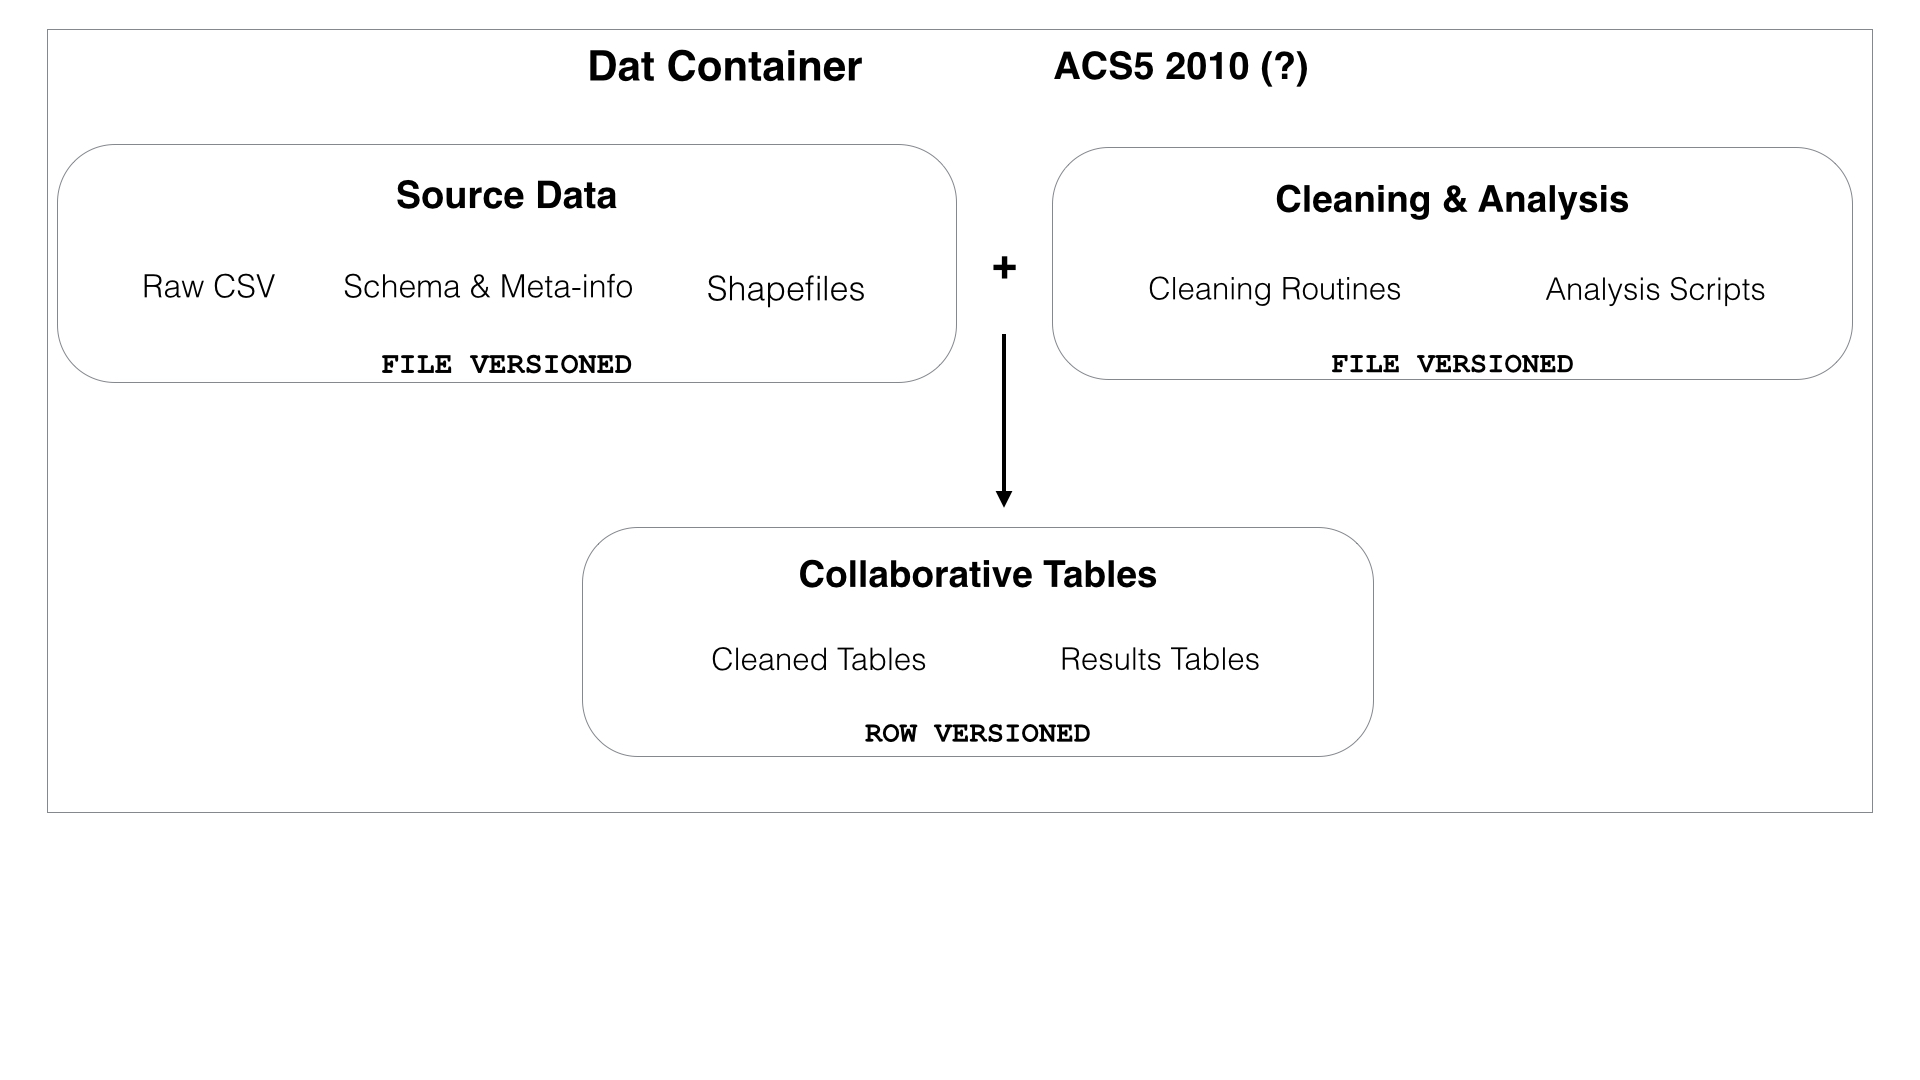 Dat Container ACS5 2010 (?)
Source Data
Raw CSV Schema & Meta-info Shapefiles
FILE VERSIONED
+
Cleaning & Analysis
Cleaning Routines Analysis Scripts
FILE VERSIONED
Collaborative Tables
Cleaned Tables Results Tables
ROW VERSIONED